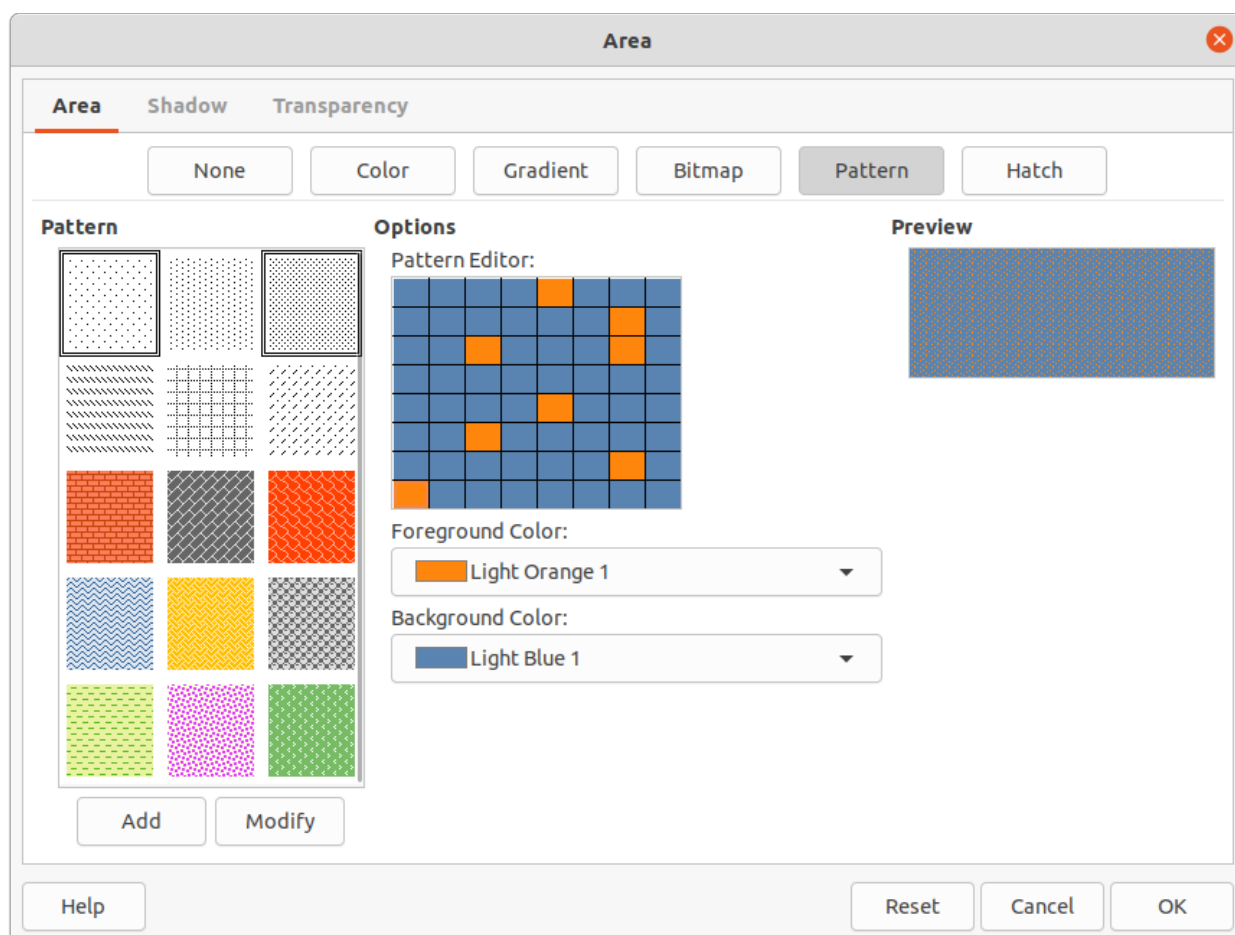 Area
Area Shadow Transparency
None Color Gradient Bitmap Pattern Hatch
Pattern Options Preview
Pattern Editor:
Foreground Color:
Light Orange 1
Background Color:
Light Blue 1
Add Modify
Help Reset Cancel OK